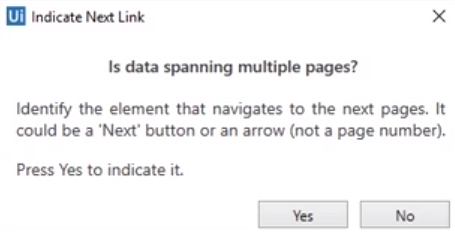 Ui Indicate Next Link
Is data spanning multiple pages?
Identify the element that navigates to the next pages. It
could be a 'Next' button or an arrow (not a page number).
Press Yes to indicate it.
Yes No